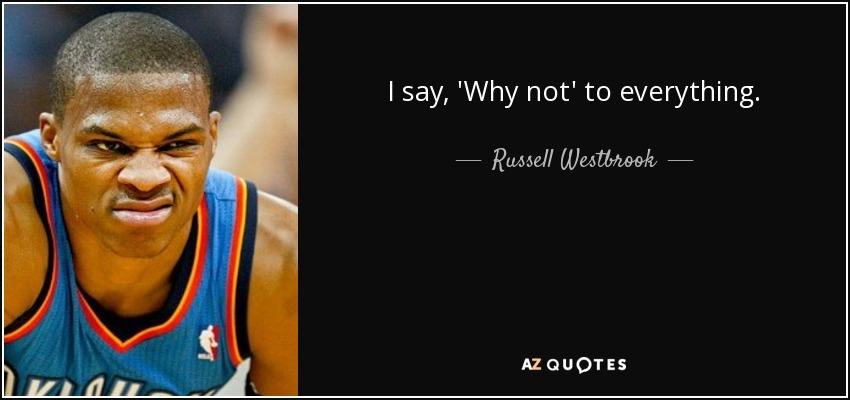 I say, 'Why not' to everything.
Russell Westbrook
AZ QUOTES